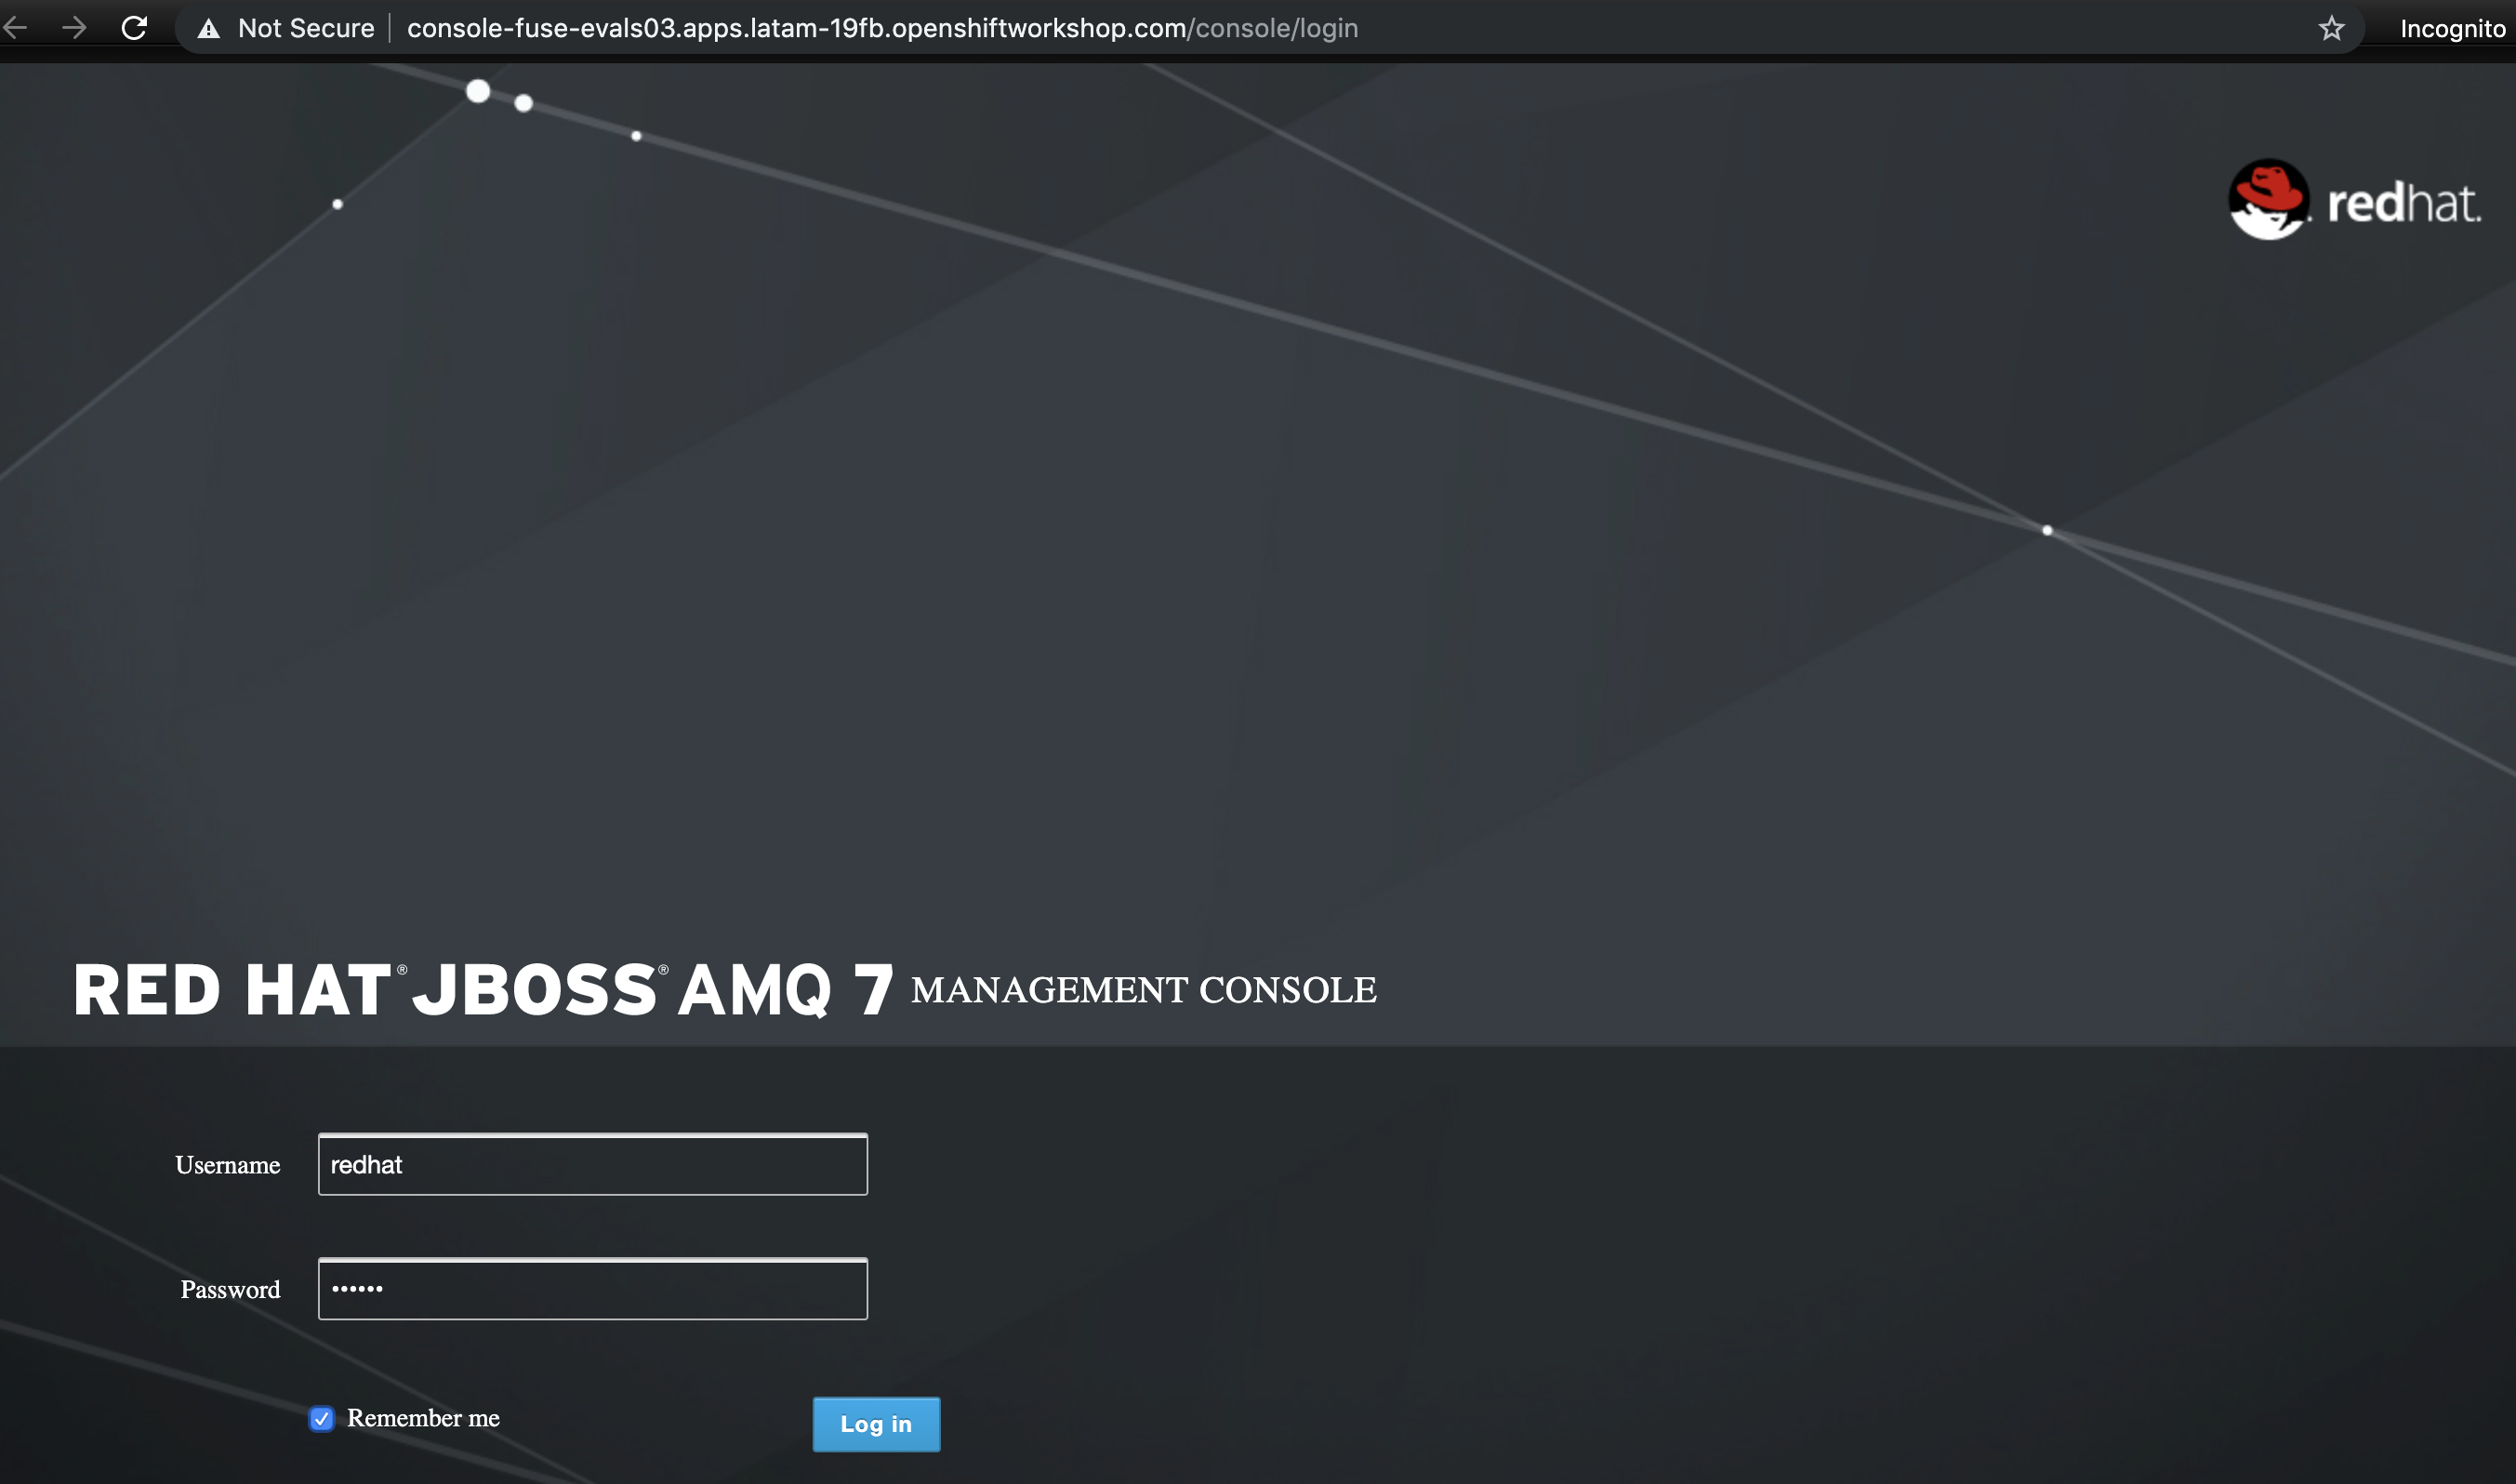 Not Secure console-fuse-evals03.apps.latam-19fb.openshiftworkshop.com/console/login Incognito
redhat.
RED HAT® JBOSS® AMQ 7 MANAGEMENT CONSOLE
Username redhat
Password ••••••
Remember me Log in